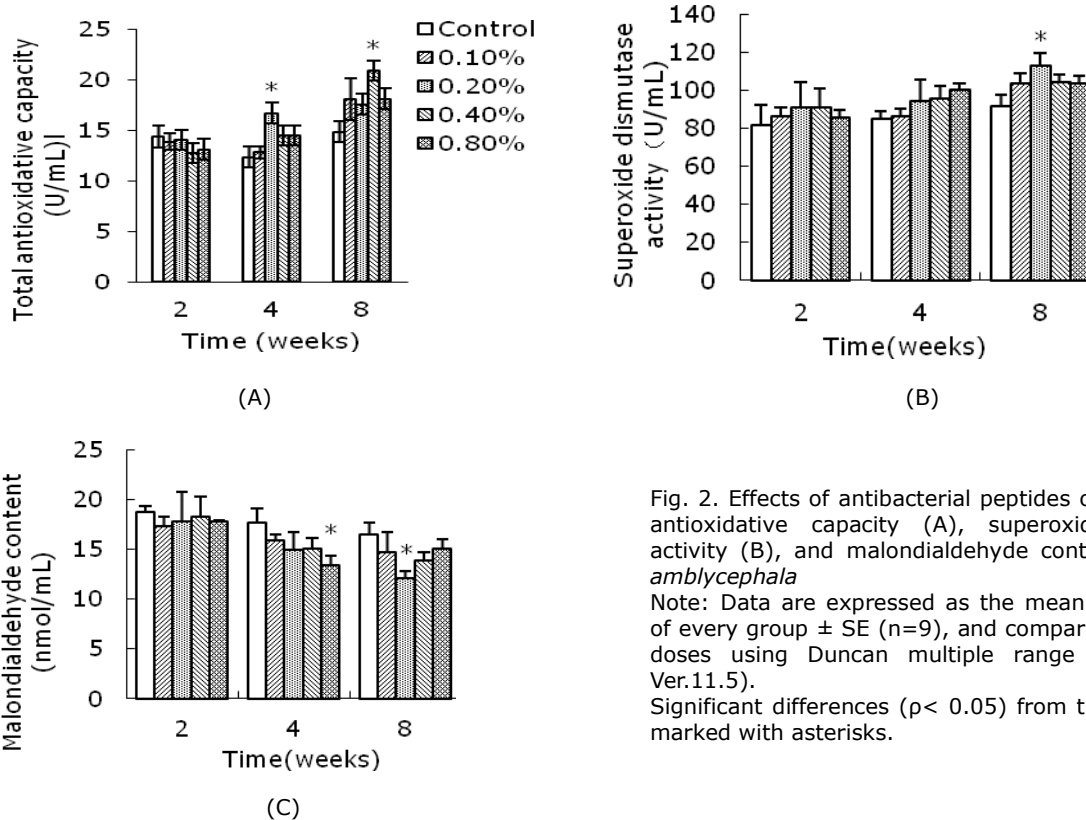 Total antioxidative capacity
(U/mL)|
25
20
15
10
5
0
*
*
2 4 8
Time (weeks)
Control
0.10%
0.20%
0.40%
0.80%
(A)
Superoxide dismutase
activity (U/mL)
140
120
100
80
60
40
20
0
*
2 4 8
Time(weeks)
(B)
Malondialdehyde content
(nmol/mL)
25
20
15
10
5
0
*
*
2 4 8
Time(weeks)
(C)
Fig. 2. Effects of antibacterial peptides
antioxidative capacity (A), superoxid
activity (B), and malondialdehyde cont
amblycephala
Note: Data are expressed as the mean
of every group ± SE (n=9), and compar
doses using Duncan multiple range
Ver.11.5).
Significant differences (ρ< 0.05) from t
marked with asterisks.